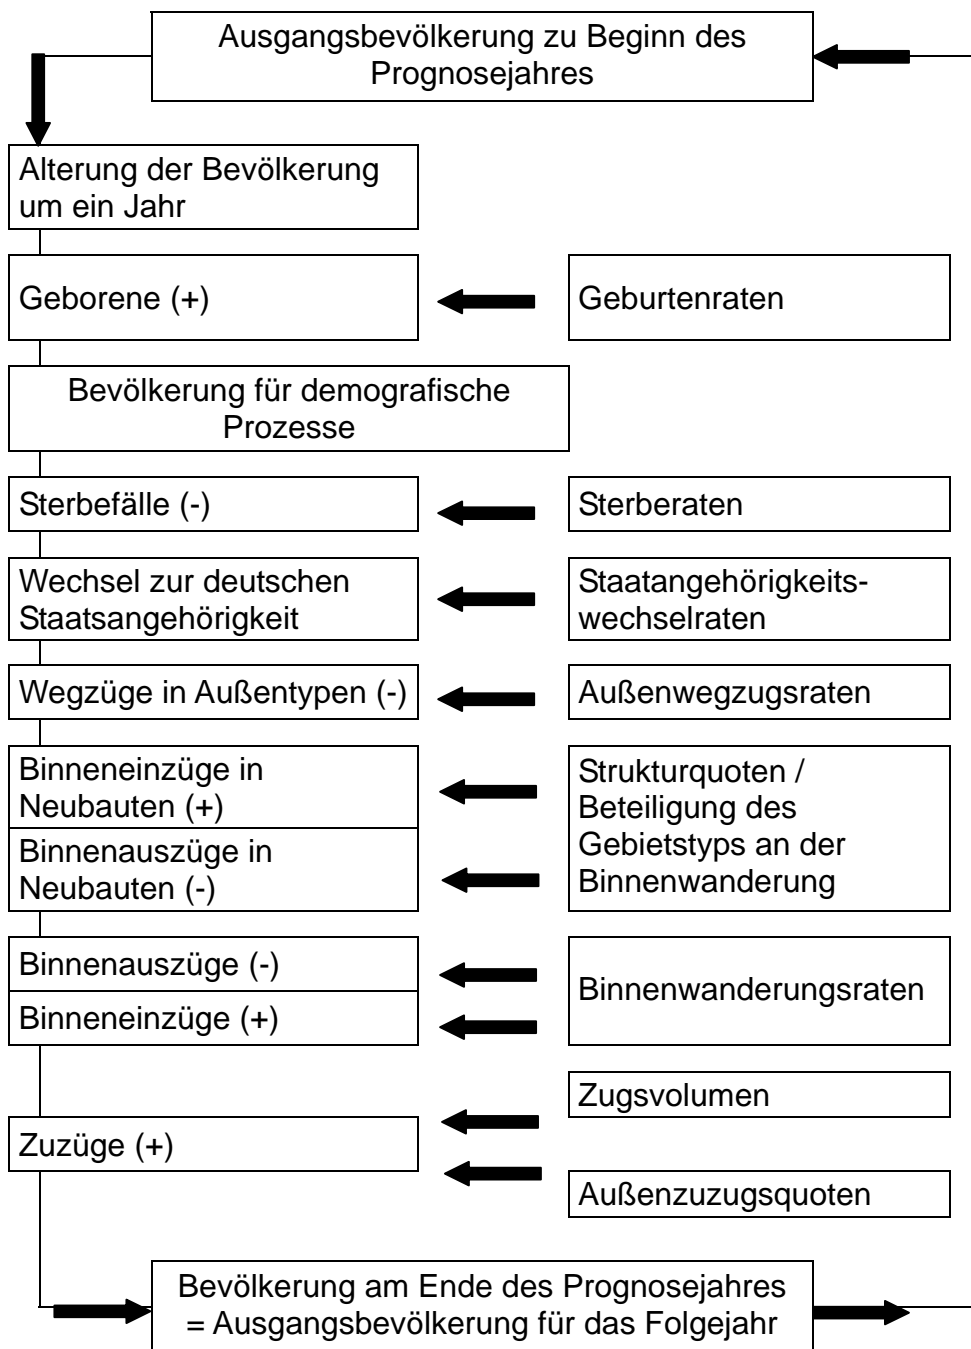 Ausgangsbevölkerung zu Beginn des
Prognosejahres
Alterung der Bevölkerung
um ein Jahr
Geborene (+)
Geburtenraten
Bevölkerung für demografische
Prozesse
Sterbefälle (-)
Sterberaten
Wechsel zur deutschen
Staatsangehörigkeit
Staatangehörigkeits-
wechselraten
Wegzüge in Außentypen (-)
Außenwegzugsraten
Binneneinzüge in
Neubauten (+)
Binnenauszüge in
Neubauten (-)
Strukturquoten /
Beteiligung des
Gebietstyps an der
Binnenwanderung
Binnenauszüge (-)
Binneneinzüge (+)
Binnenwanderungsraten
Zugsvolumen
Zuzüge (+)
Außenzuzugsquoten
Bevölkerung am Ende des Prognosejahres
= Ausgangsbevölkerung für das Folgejahr